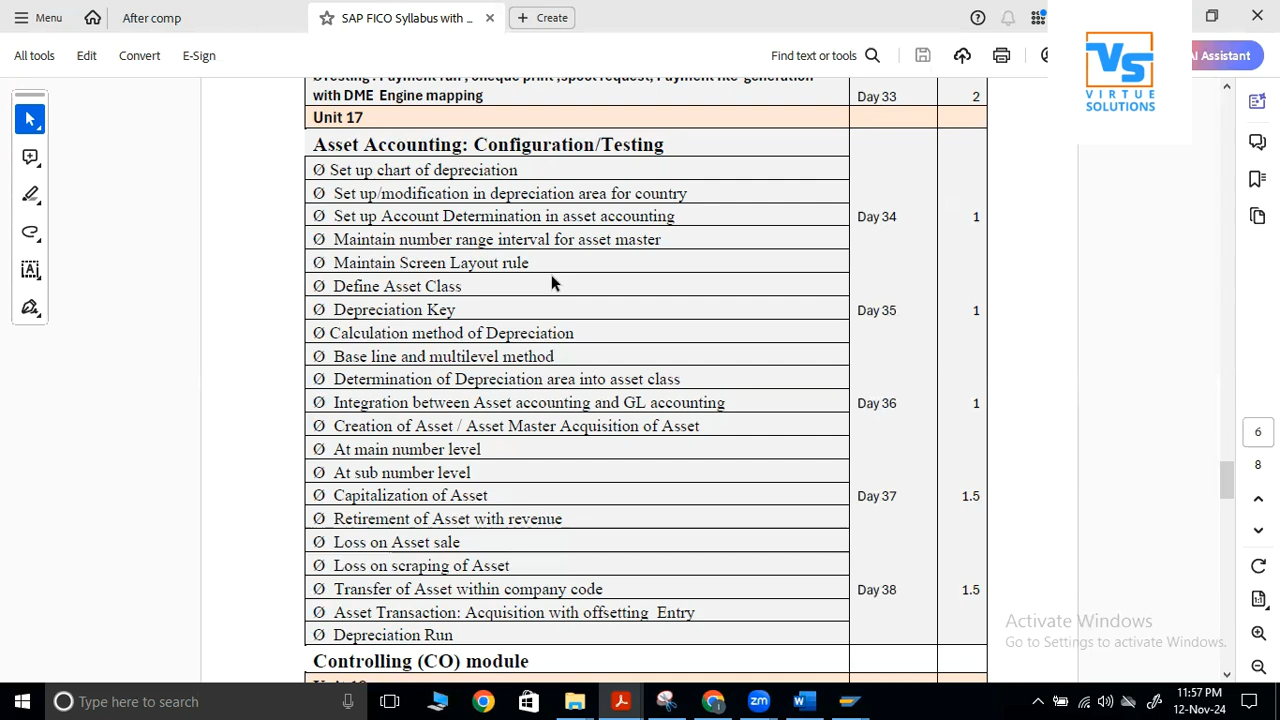 Menu
After comp
SAP FICO Syllabus with ...
Create
All tools
Edit
Convert
E-Sign
Find text or tools
AI Assistant
VS
VIRTUE
SOLUTIONS
with DME Engine mapping Day 33 2
Unit 17
Asset Accounting: Configuration/Testing
Ø Set up chart of depreciation
Ø Set up/modification in depreciation area for country
Ø Set up Account Determination in asset accounting Day 34 1
Ø Maintain number range interval for asset master
Ø Maintain Screen Layout rule
Ø Define Asset Class
Ø Depreciation Key Day 35 1
Ø Calculation method of Depreciation
Ø Base line and multilevel method
Ø Determination of Depreciation area into asset class
Ø Integration between Asset accounting and GL accounting Day 36 1
Ø Creation of Asset / Asset Master Acquisition of Asset
Ø At main number level
Ø At sub number level
Ø Capitalization of Asset Day 37 1.5
Ø Retirement of Asset with revenue
Ø Loss on Asset sale
Ø Loss on scraping of Asset
Ø Transfer of Asset within company code Day 38 1.5
Ø Asset Transaction: Acquisition with offsetting Entry
Ø Depreciation Run
Controlling (CO) module
6
8
Activate Windows
Go to Settings to activate Windows.
Type here to search
zm
11:57 PM
12-Nov-24